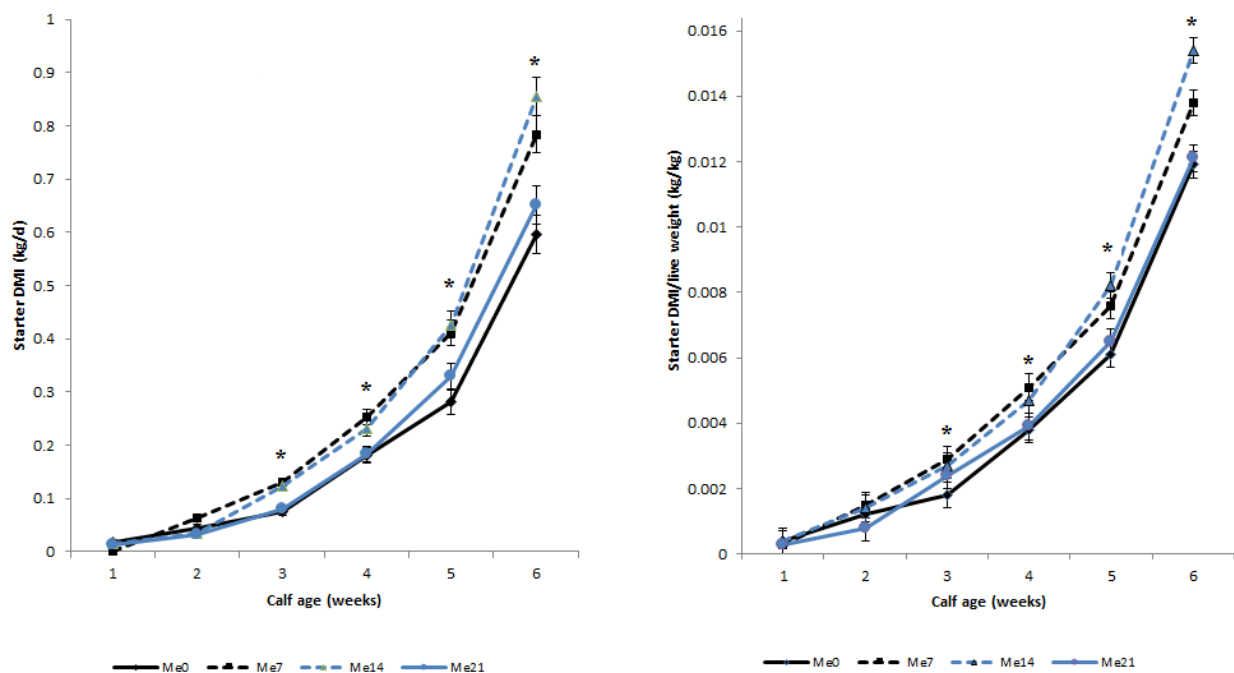 Starter DMI (kg/d)
1
0.9
0.8
0.7
0.6
0.5
0.4
0.3
0.2
0.1
0
* * * *
1 2 3 4 5 6
Calf age (weeks)
Me0 Me7 Me14 Me21
Starter DMI/live weight (kg/kg)
0.016
0.014
0.012
0.01
0.008
0.006
0.004
0.002
0
* * * *
1 2 3 4 5 6
Calf age (weeks)
Me0 Me7 Me14 Me21